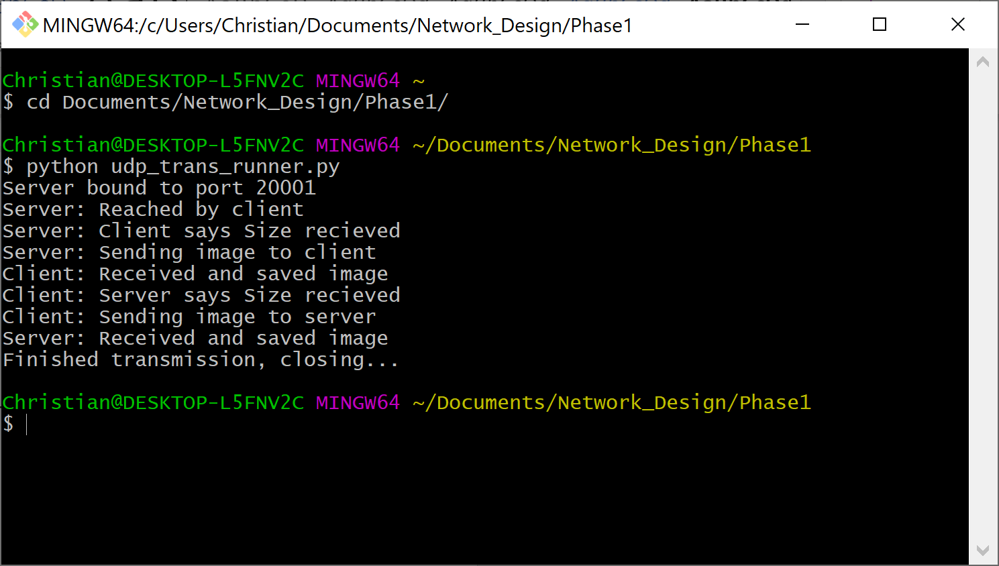 MINGW64:/c/Users/Christian/Documents/Network_Design/Phase1
Christian@DESKTOP-L5FNV2C MINGW64 ~
$ cd Documents/Network_Design/Phase1/
Christian@DESKTOP-L5FNV2C MINGW64 ~/Documents/Network_Design/Phase1
$ python udp_trans_runner.py
Server bound to port 20001
Server: Reached by client
Server: Client says Size recieved
Server: Sending image to client
Client: Received and saved image
Client: Server says Size recieved
Client: Sending image to server
Server: Received and saved image
Finished transmission, closing...
Christian@DESKTOP-L5FNV2C MINGW64 ~/Documents/Network_Design/Phase1
$